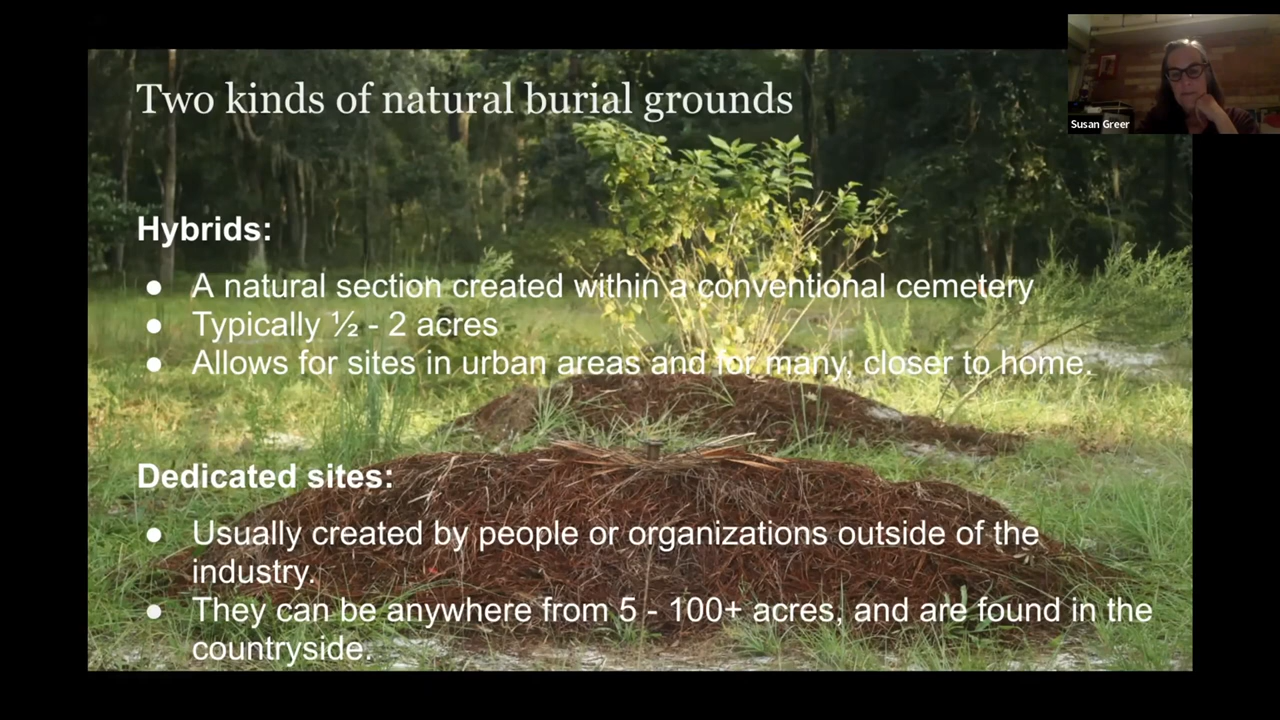 Two kinds of natural burial grounds
Susan Greer
Hybrids:
● A natural section created within a conventional cemetery
● Typically ½ - 2 acres
● Allows for sites in urban areas and for many, closer to home.
Dedicated sites:
● Usually created by people or organizations outside of the
industry.
● They can be anywhere from 5 - 100+ acres, and are found in the
countryside.